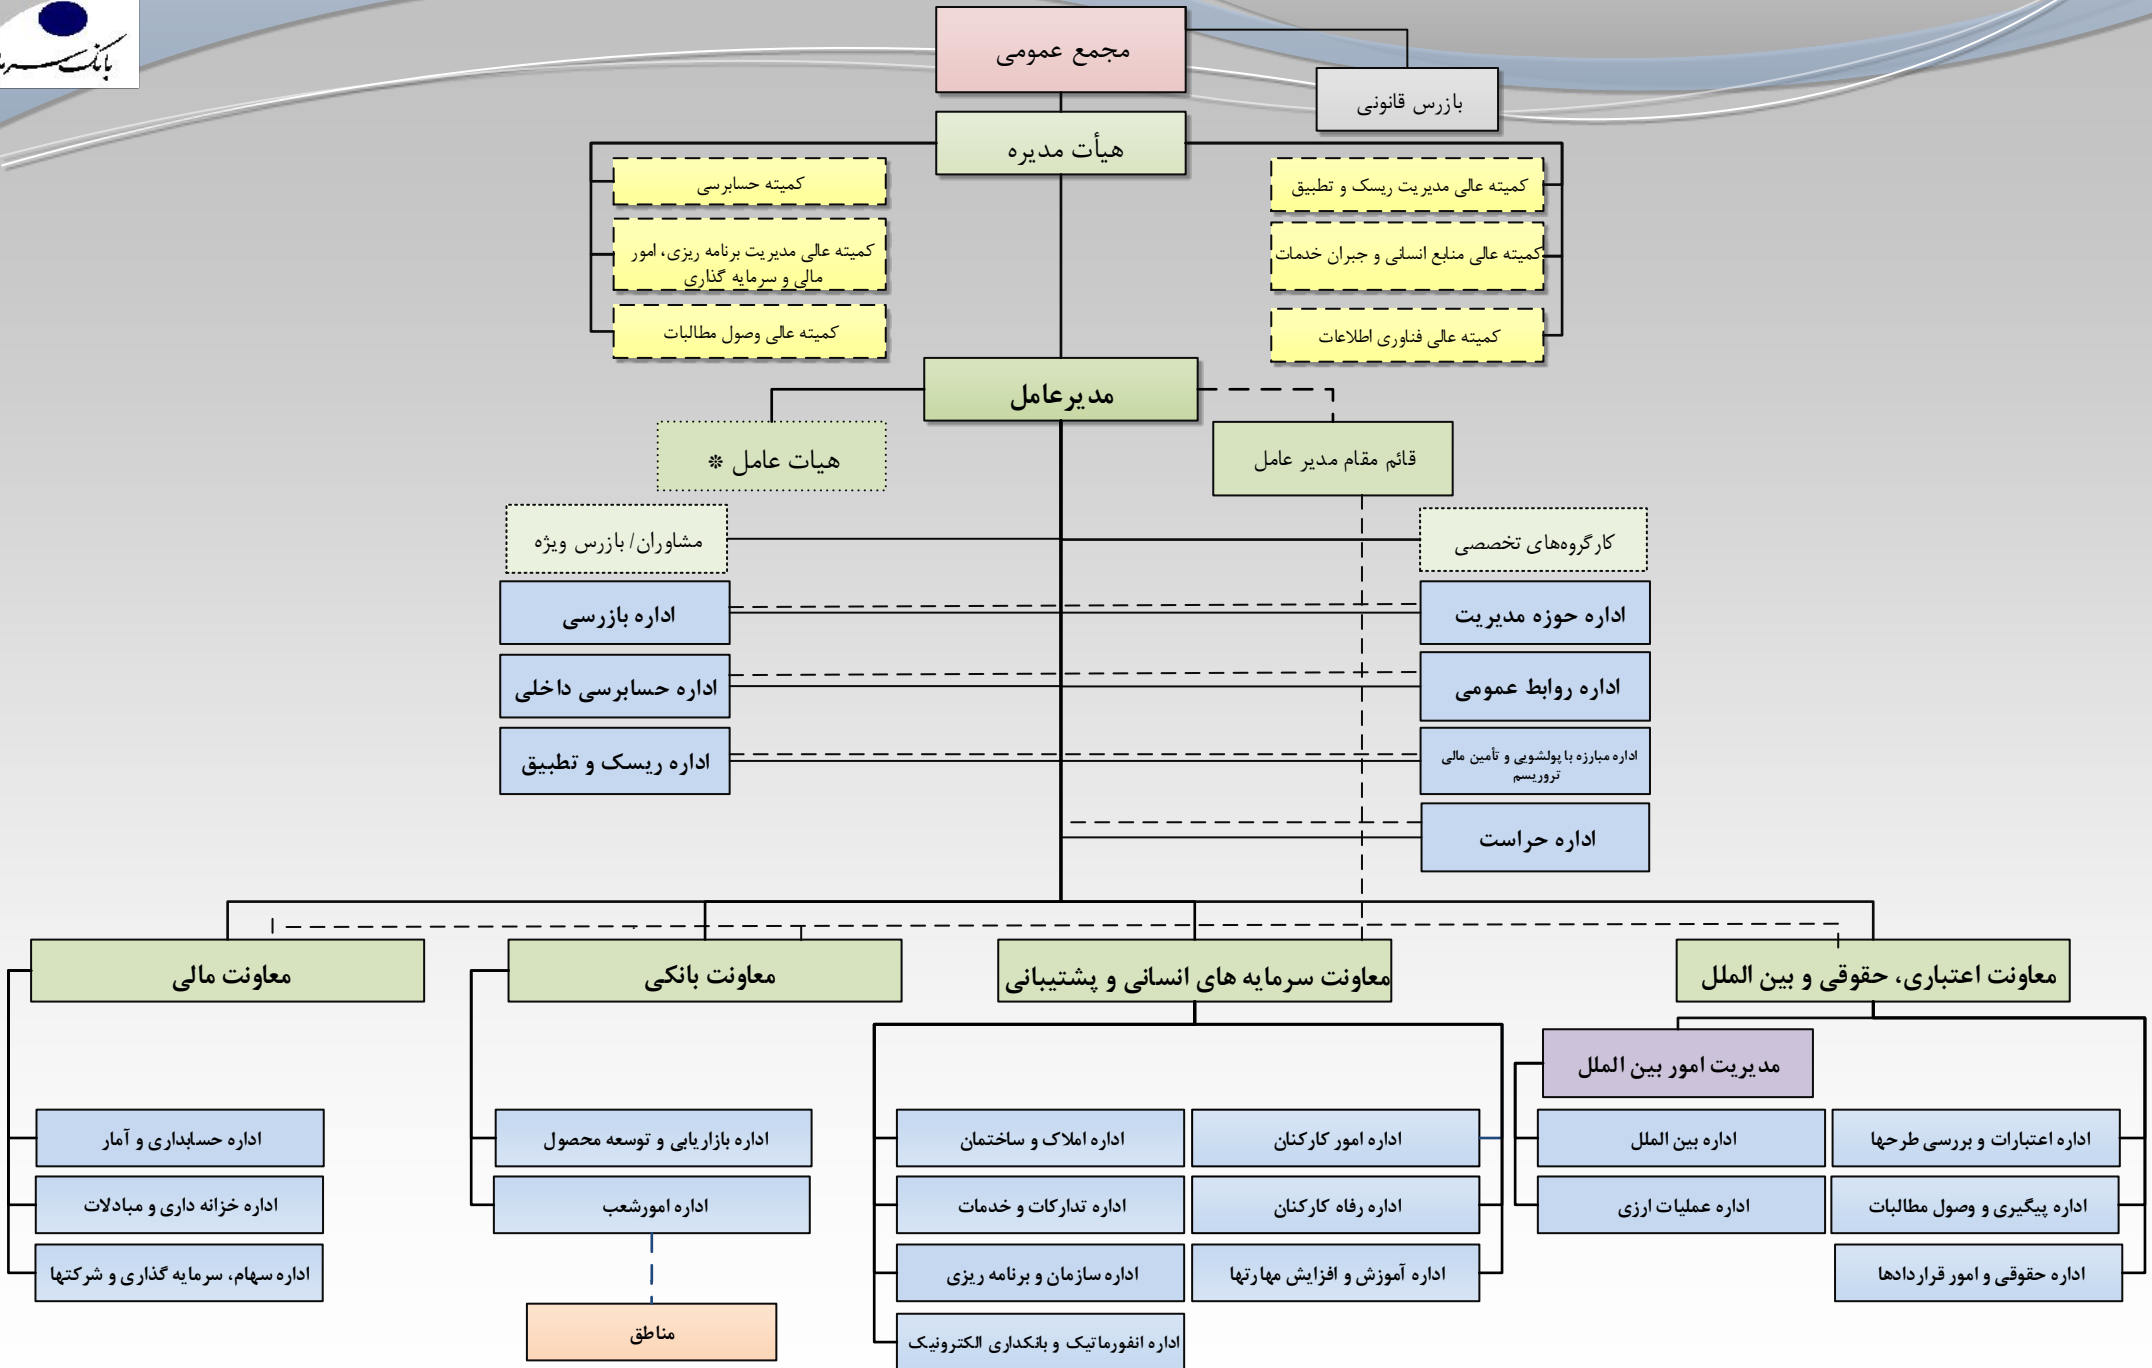 بانک سرمایه
مجمع عمومی
بازرس قانونی
هیأت مدیره
کمیته عالی مدیریت ریسک و تطبیق
کمیته عالی منابع انسانی و جبران خدمات
کمیته عالی فناوری اطلاعات
کمیته حسابرسی
کمیته عالی مدیریت برنامه ریزی، امور
مالی و سرمایه گذاری
کمیته عالی وصول مطالبات
مدیرعامل
قائم مقام مدیر عامل
هیات عامل *
کارگروه‌های تخصصی
مشاوران/ بازرس ویژه
اداره حوزه مدیریت
اداره بازرسی
اداره روابط عمومی
اداره حسابرسی داخلی
اداره مبارزه با پولشویی و تأمین مالی
تروریسم
اداره ریسک و تطبیق
اداره حراست
معاونت اعتباری، حقوقی و بین الملل
معاونت سرمایه های انسانی و پشتیبانی
معاونت بانکی
معاونت مالی
مدیریت امور بین الملل
اداره اعتبارات و بررسی طرحها
اداره پیگیری و وصول مطالبات
اداره حقوقی و امور قراردادها
اداره بین الملل
اداره عملیات ارزی
اداره امور کارکنان
اداره رفاه کارکنان
اداره آموزش و افزایش مهارتها
اداره املاک و ساختمان
اداره تدارکات و خدمات
اداره سازمان و برنامه ریزی
اداره انفورماتیک و بانکداری الکترونیک
اداره بازاریابی و توسعه محصول
اداره امورشعب
مناطق
اداره حسابداری و آمار
اداره خزانه داری و مبادلات
اداره سهام، سرمایه گذاری و شرکتها